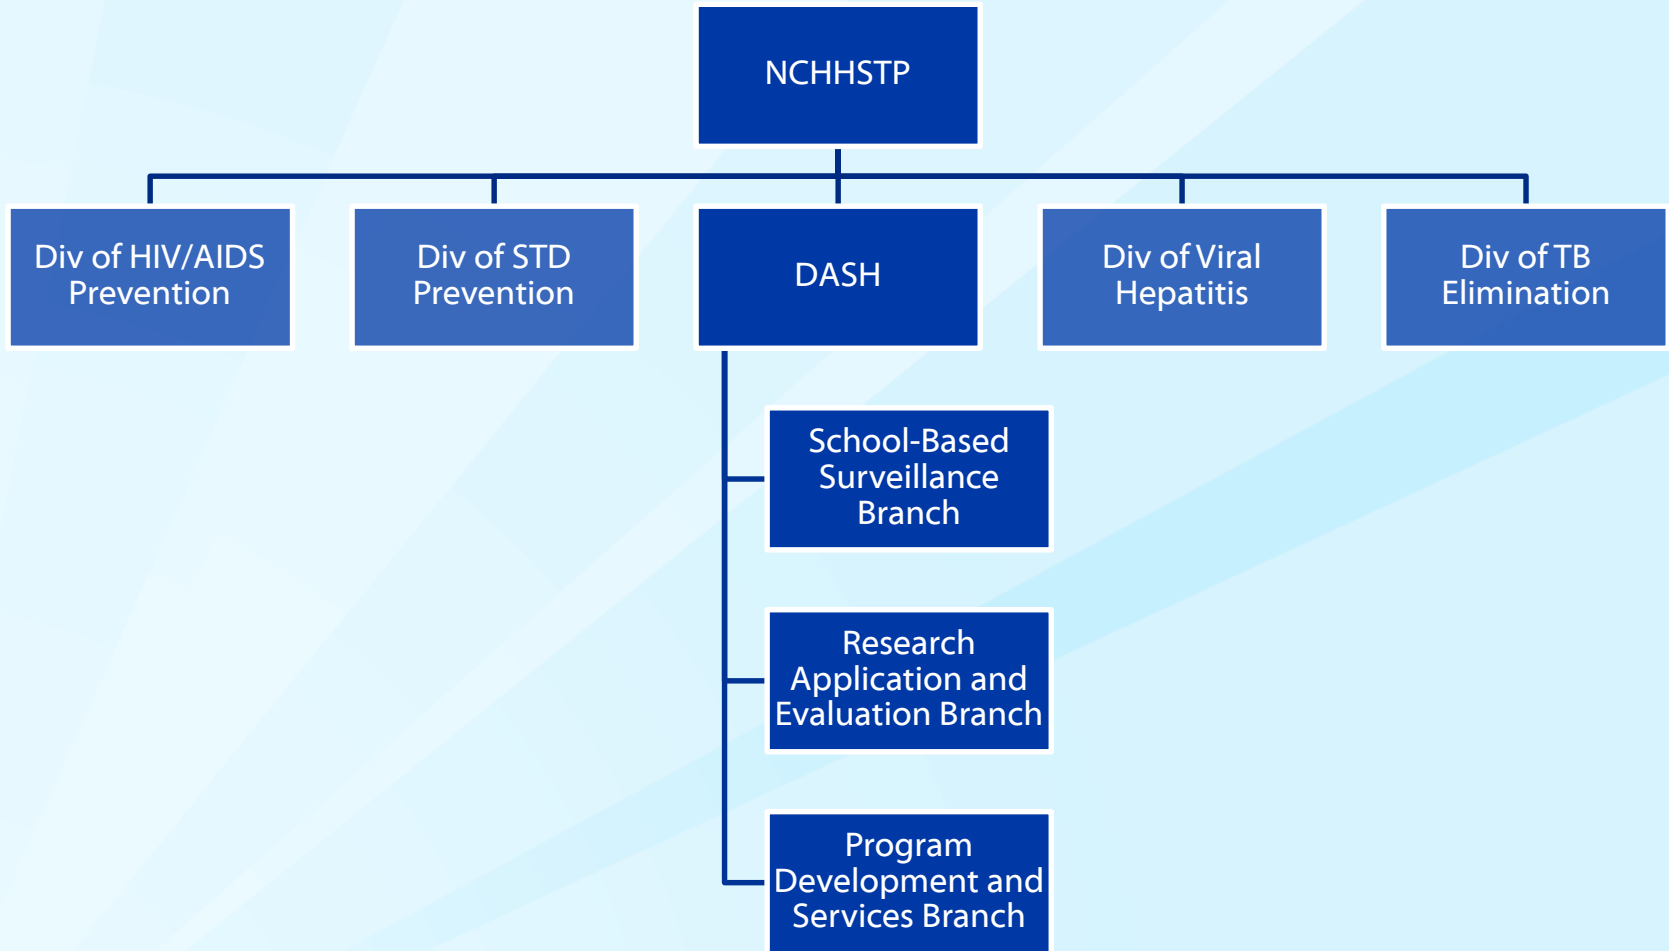 NCHHSTP
Div of HIV/AIDS
Prevention
Div of STD
Prevention
DASH
Div of Viral
Hepatitis
Div of TB
Elimination
School-Based
Surveillance
Branch
Research
Application and
Evaluation Branch
Program
Development and
Services Branch